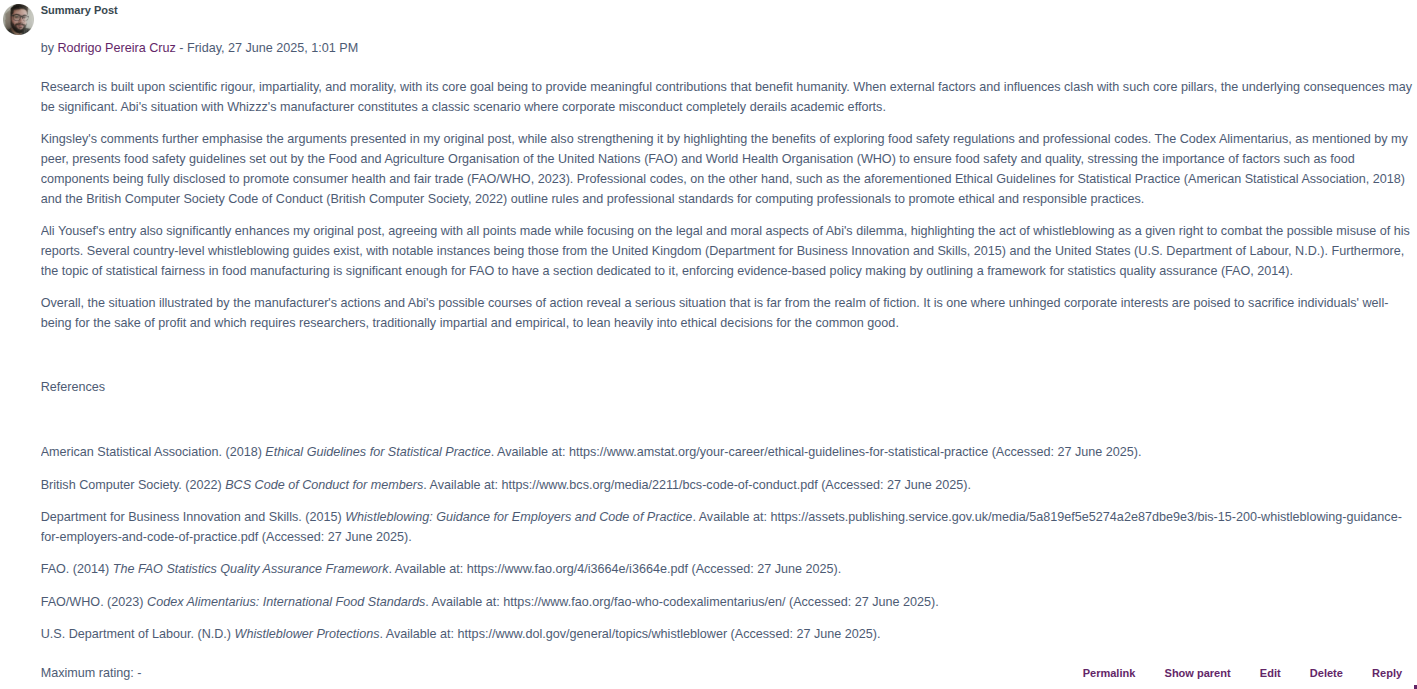 Summary Post
by Rodrigo Pereira Cruz - Friday, 27 June 2025, 1:01 PM
Research is built upon scientific rigour, impartiality, and morality, with its core goal being to provide meaningful contributions that benefit humanity. When external factors and influences clash with such core pillars, the underlying consequences may
be significant. Abi's situation with Whizzz's manufacturer constitutes a classic scenario where corporate misconduct completely derails academic efforts.
Kingsley's comments further emphasise the arguments presented in my original post, while also strengthening it by highlighting the benefits of exploring food safety regulations and professional codes. The Codex Alimentarius, as mentioned by my
peer, presents food safety guidelines set out by the Food and Agriculture Organisation of the United Nations (FAO) and World Health Organisation (WHO) to ensure food safety and quality, stressing the importance of factors such as food
components being fully disclosed to promote consumer health and fair trade (FAO/WHO, 2023). Professional codes, on the other hand, such as the aforementioned Ethical Guidelines for Statistical Practice (American Statistical Association, 2018)
and the British Computer Society Code of Conduct (British Computer Society, 2022) outline rules and professional standards for computing professionals to promote ethical and responsible practices.
Ali Yousef's entry also significantly enhances my original post, agreeing with all points made while focusing on the legal and moral aspects of Abi's dilemma, highlighting the act of whistleblowing as a given right to combat the possible misuse of his
reports. Several country-level whistleblowing guides exist, with notable instances being those from the United Kingdom (Department for Business Innovation and Skills, 2015) and the United States (U.S. Department of Labour, N.D.). Furthermore,
the topic of statistical fairness in food manufacturing is significant enough for FAO to have a section dedicated to it, enforcing evidence-based policy making by outlining a framework for statistics quality assurance (FAO, 2014).
Overall, the situation illustrated by the manufacturer's actions and Abi's possible courses of action reveal a serious situation that is far from the realm of fiction. It is one where unhinged corporate interests are poised to sacrifice individuals' well-
being for the sake of profit and which requires researchers, traditionally impartial and empirical, to lean heavily into ethical decisions for the common good.
References
American Statistical Association. (2018) Ethical Guidelines for Statistical Practice. Available at: https://www.amstat.org/your-career/ethical-guidelines-for-statistical-practice (Accessed: 27 June 2025).
British Computer Society. (2022) BCS Code of Conduct for members. Available at: https://www.bcs.org/media/2211/bcs-code-of-conduct.pdf (Accessed: 27 June 2025).
Department for Business Innovation and Skills. (2015) Whistleblowing: Guidance for Employers and Code of Practice. Available at: https://assets.publishing.service.gov.uk/media/5a819ef5e5274a2e87dbe9e3/bis-15-200-whistleblowing-guidance-
for-employers-and-code-of-practice.pdf (Accessed: 27 June 2025).
FAO. (2014) The FAO Statistics Quality Assurance Framework. Available at: https://www.fao.org/4/i3664e/i3664e.pdf (Accessed: 27 June 2025).
FAO/WHO. (2023) Codex Alimentarius: International Food Standards. Available at: https://www.fao.org/fao-who-codexalimentarius/en/ (Accessed: 27 June 2025).
U.S. Department of Labour. (N.D.) Whistleblower Protections. Available at: https://www.dol.gov/general/topics/whistleblower (Accessed: 27 June 2025).
Maximum rating: -
Permalink Show parent Edit Delete Reply